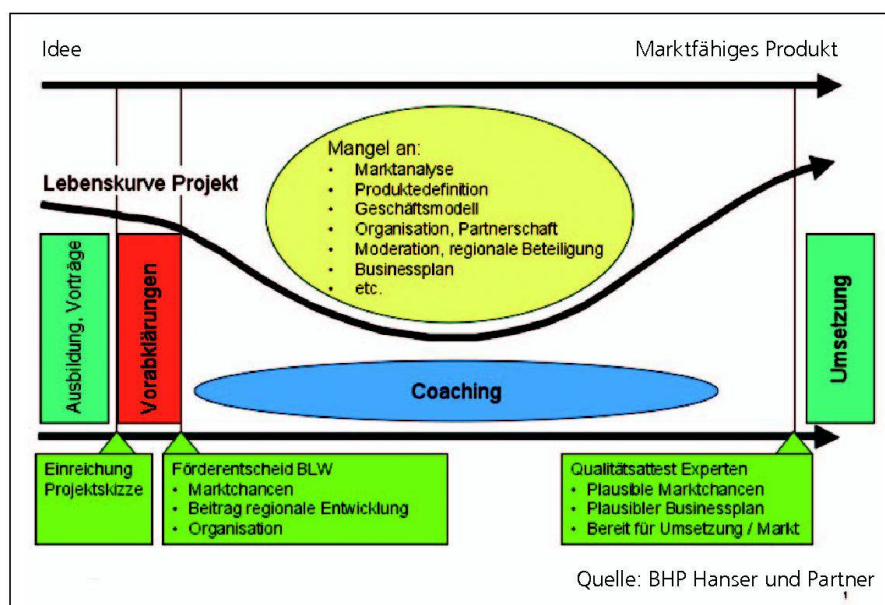 Idee
Marktfähiges Produkt
Mangel an:
• Marktanalyse
• Produktedefinition
• Geschäftsmodell
• Organisation, Partnerschaft
• Moderation, regionale Beteiligung
• Businessplan
• etc.
Lebenskurve Projekt
Ausbildung, Vorträge
Vorabklärungen
Coaching
Umsetzung
Einreichung
Projektskizze
Förderentscheid BLW
• Marktchancen
• Beitrag regionale Entwicklung
• Organisation
Qualitätsattest Experten
• Plausible Marktchancen
• Plausibler Businessplan
• Bereit für Umsetzung / Markt
Quelle: BHP Hanser und Partner
1